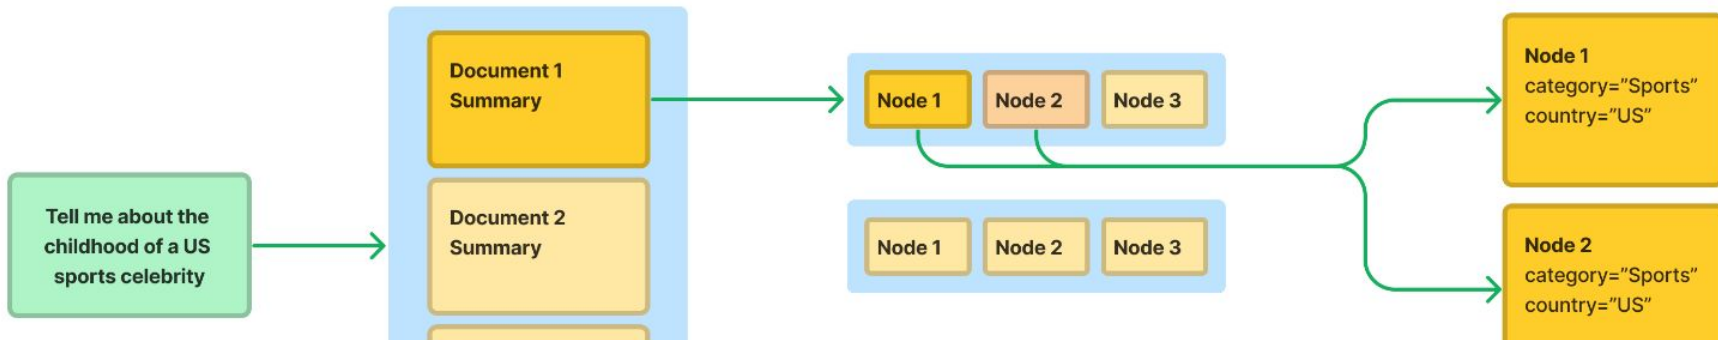 Tell me about the
childhood of a US
sports celebrity
Document 1
Summary
Document 2
Summary
Node 1
Node 2
Node 3
Node 1
Node 2
Node 3
Node 1
category=”Sports”
country=”US”
Node 2
category=”Sports”
country=”US”